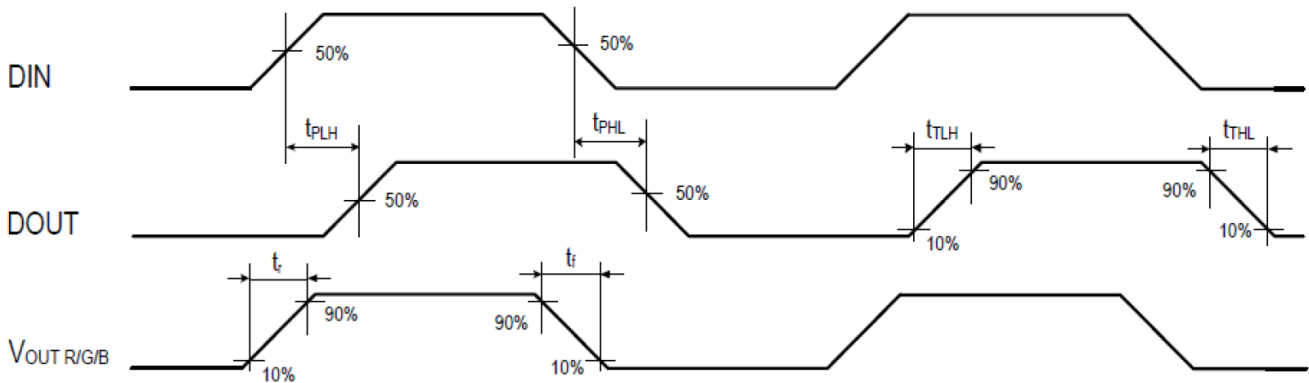 50%
50%
DIN
tPLH
tPHL
tTLH
tTHL
50%
50%
90%
90%
DOUT
10%
10%
tr
tf
90%
90%
VOUT R/G/B
10%
10%